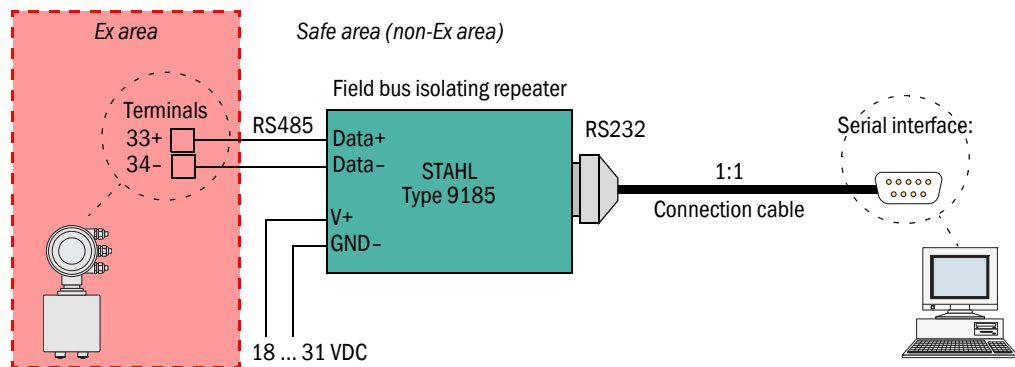 Ex area
Safe area (non-Ex area)
Field bus isolating repeater
Terminals
33+
34–
RS485
Data+
Data–
STAHL
Type 9185
V+
GND–
18 ... 31 VDC
RS232
1:1
Connection cable
Serial interface: